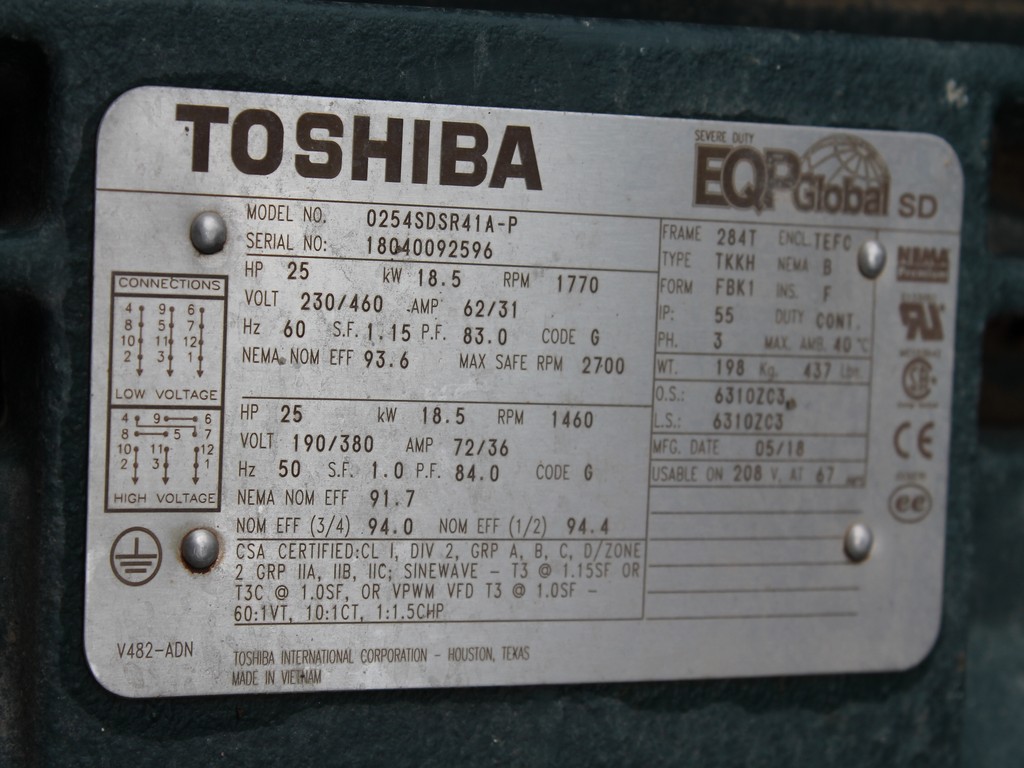 TOSHIBA
SEVERE DUTY
EQP Global SD
MODEL NO. 0254SDSR41A-P
SERIAL NO: 18040092596
HP 25 kW 18.5 RPM 1770
VOLT 230/460 AMP 62/31
Hz 60 S.F. 1.15 P.F. 83.0 CODE G
NEMA NOM EFF 93.6 MAX SAFE RPM 2700
HP 25 kW 18.5 RPM 1460
VOLT 190/380 AMP 72/36
Hz 50 S.F. 1.0 P.F. 84.0 CODE G
NEMA NOM EFF 91.7
NOM EFF (3/4) 94.0 NOM EFF (1/2) 94.4
CSA CERTIFIED:CL I, DIV 2, GRP A, B, C, D/ZONE
2 GRP IIA, IIB, IIC; SINEWAVE - T3 @ 1.15SF OR
T3C @ 1.0SF, OR VPWM VFD T3 @ 1.0SF -
60:1VT, 10:1CT, 1:1.5CHP
FRAME 284T ENCL. TEFC
TYPE TKKH NEMA B
FORM FBK1 INS. F
IP: 55 DUTY CONT.
PH. 3 MAX. AMB. 40 °C
WT. 198 Kg. 437 Lbs.
O.S.: 6310ZC3
L.S.: 6310ZC3
MFG. DATE 05/18
USABLE ON 208 V. AT 67
CONNECTIONS
4 9 6
8 5 7
10 11 12
2 3 1
LOW VOLTAGE
4 9 6
8 5 7
10 11 12
2 3 1
HIGH VOLTAGE
NEMA
Premium
CE
ee
V482-ADN
TOSHIBA INTERNATIONAL CORPORATION - HOUSTON, TEXAS
MADE IN VIETNAM